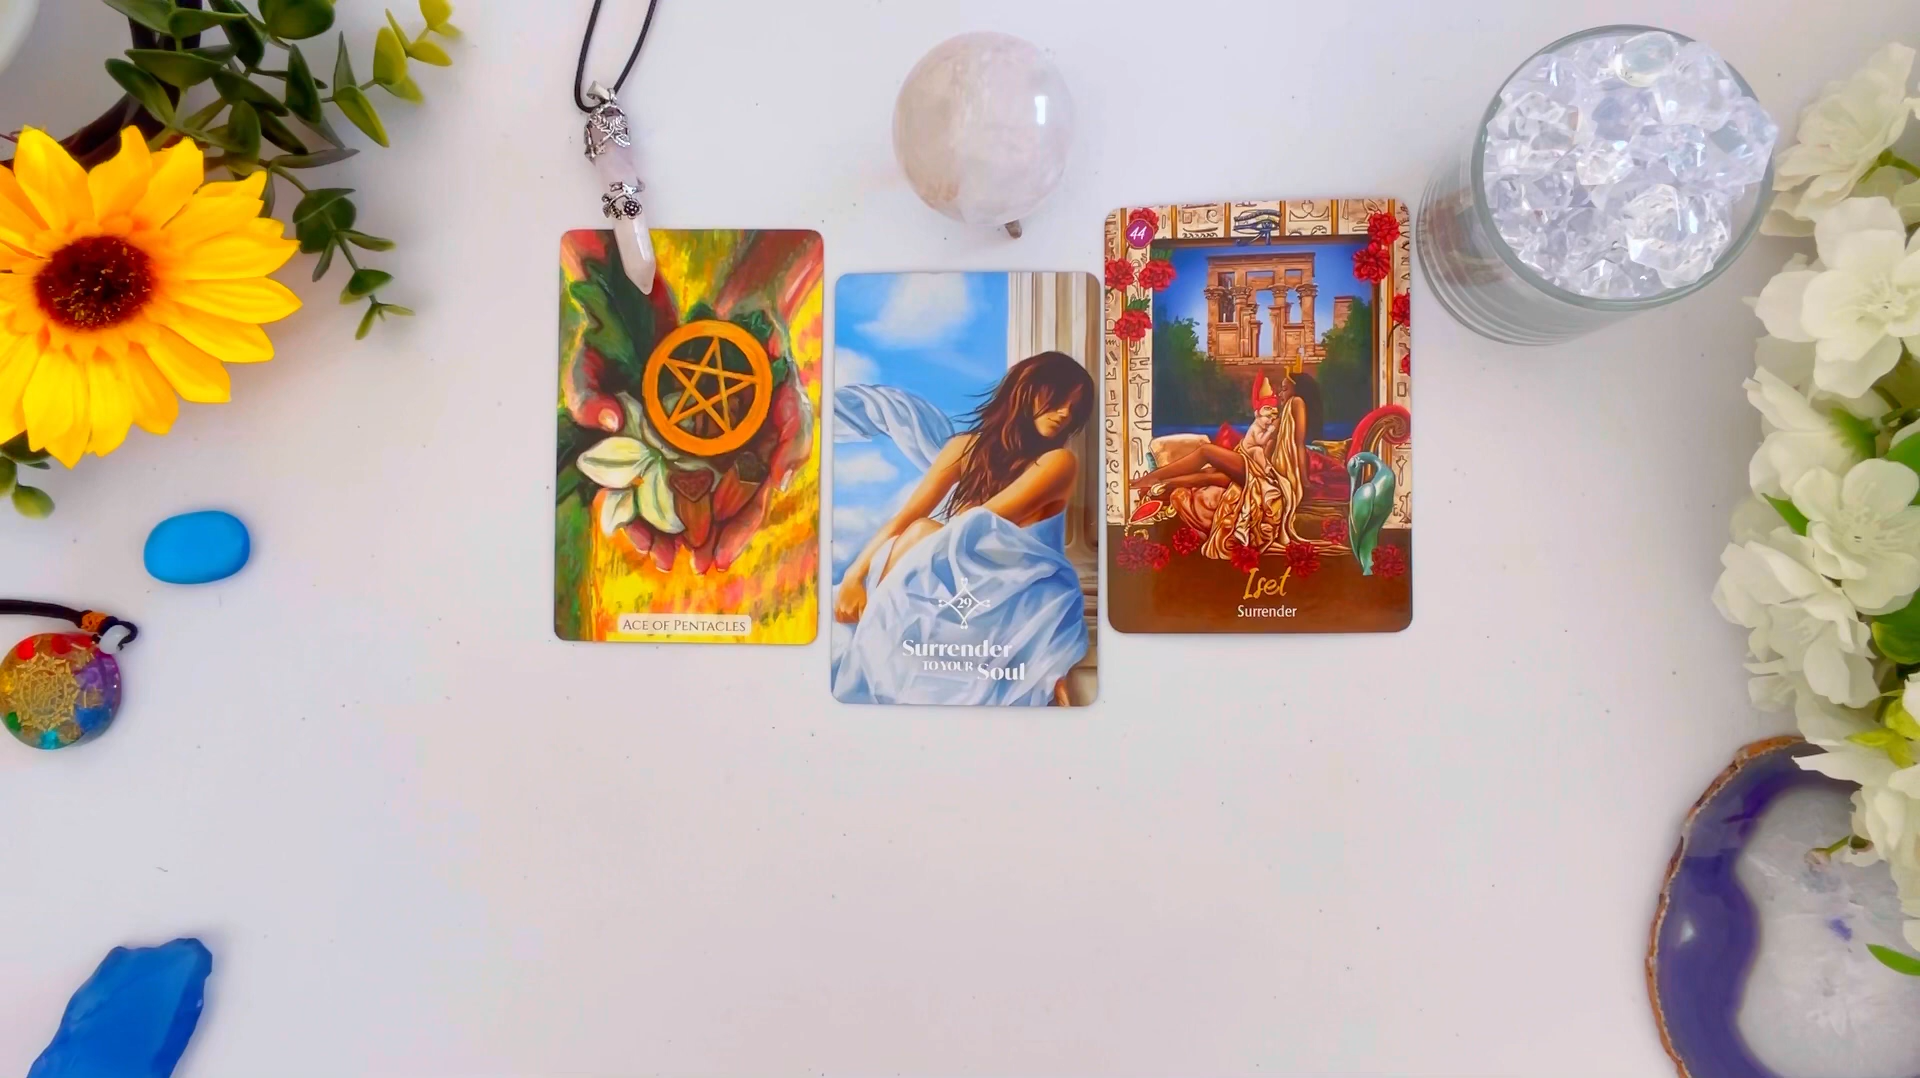 ACE OF PENTACLES
29
Surrender
TO YOUR Soul
44
Iset
Surrender